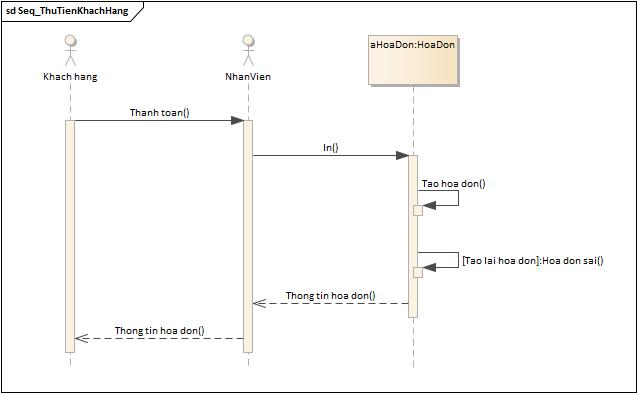 sd Seq_ThuTienKhachHang
Khach hang
NhanVien
aHoaDon:HoaDon
Thanh toan()
In()
Tao hoa don()
[Tao lai hoa don]:Hoa don sai()
Thong tin hoa don()
Thong tin hoa don()